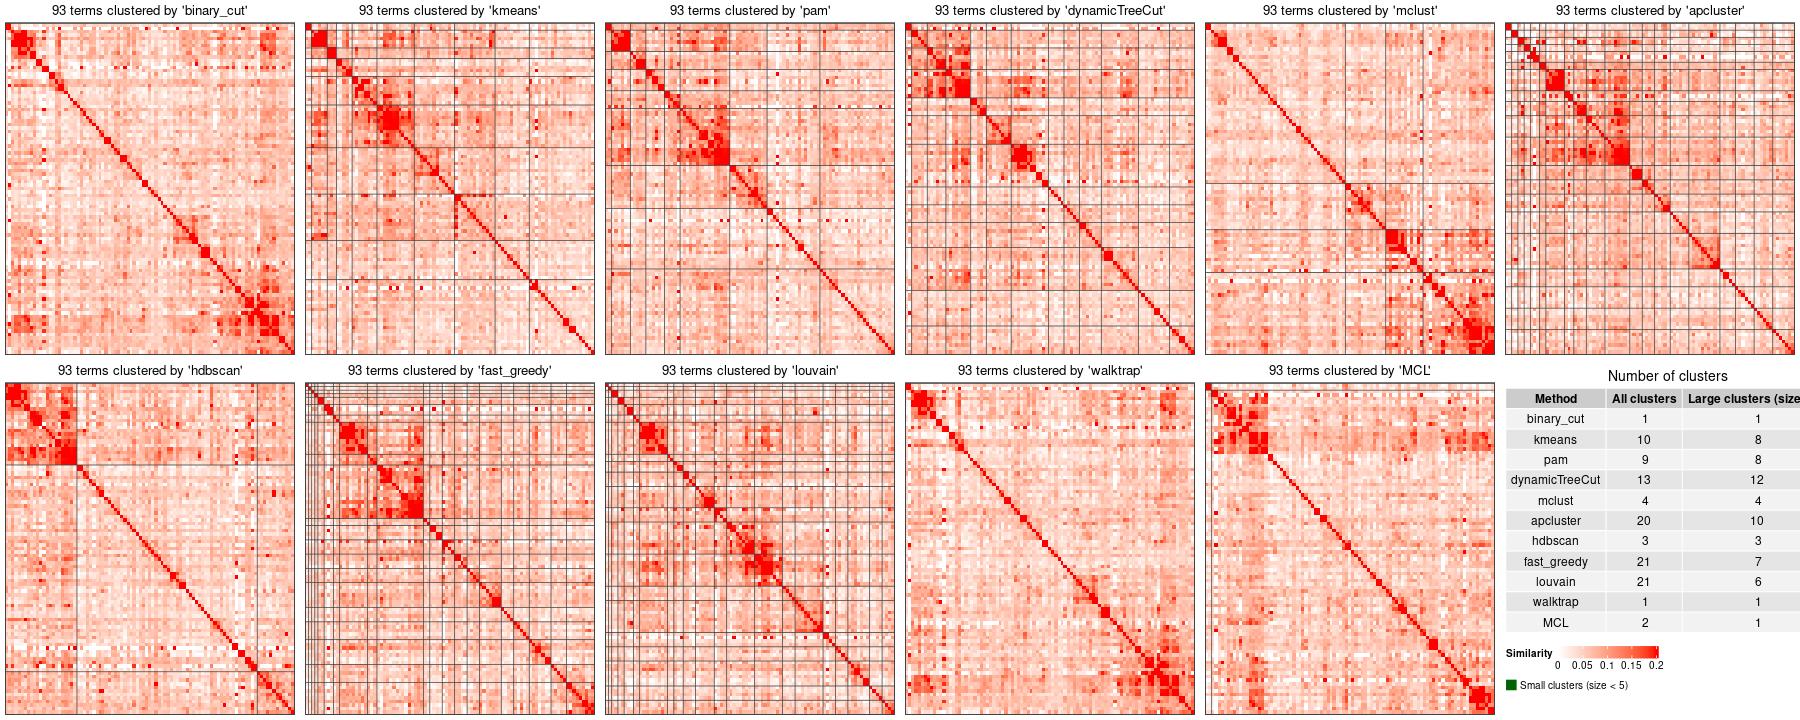 93 terms clustered by 'binary_cut'
93 terms clustered by 'kmeans'
93 terms clustered by 'pam'
93 terms clustered by 'dynamicTreeCut'
93 terms clustered by 'mclust'
93 terms clustered by 'apcluster'
93 terms clustered by 'hdbscan'
93 terms clustered by 'fast_greedy'
93 terms clustered by 'louvain'
93 terms clustered by 'walktrap'
93 terms clustered by 'MCL'
Number of clusters
Method All clusters Large clusters (size
binary_cut 1 1
kmeans 10 8
pam 9 8
dynamicTreeCut 13 12
mclust 4 4
apcluster 20 10
hdbscan 3 3
fast_greedy 21 7
louvain 21 6
walktrap 1 1
MCL 2 1
Similarity
0 0.05 0.1 0.15 0.2
Small clusters (size < 5)